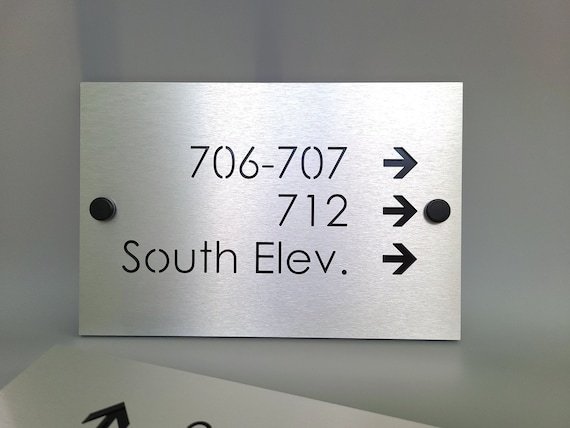 706-707 →
712 →
South Elev. →